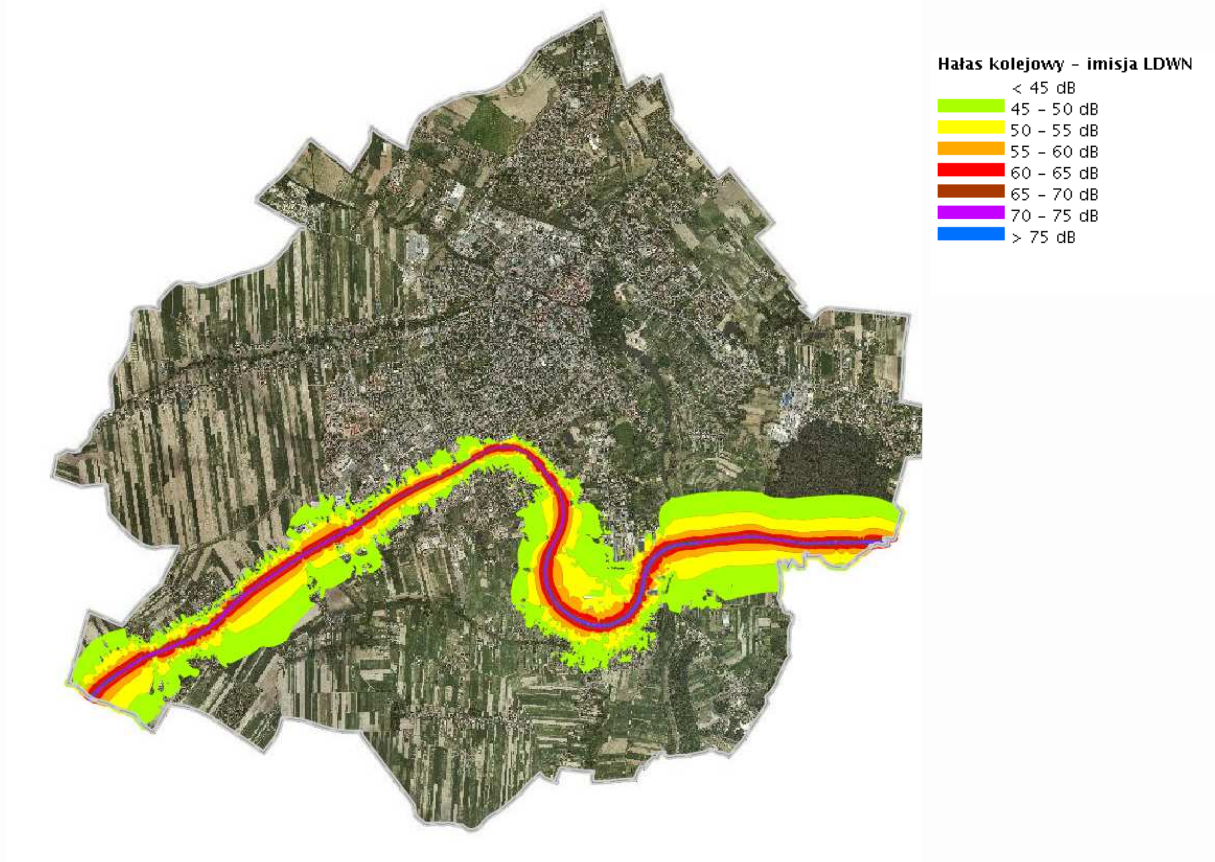 Hałas kolejowy – imisja LDWN
< 45 dB
45 – 50 dB
50 – 55 dB
55 – 60 dB
60 – 65 dB
65 – 70 dB
70 – 75 dB
> 75 dB